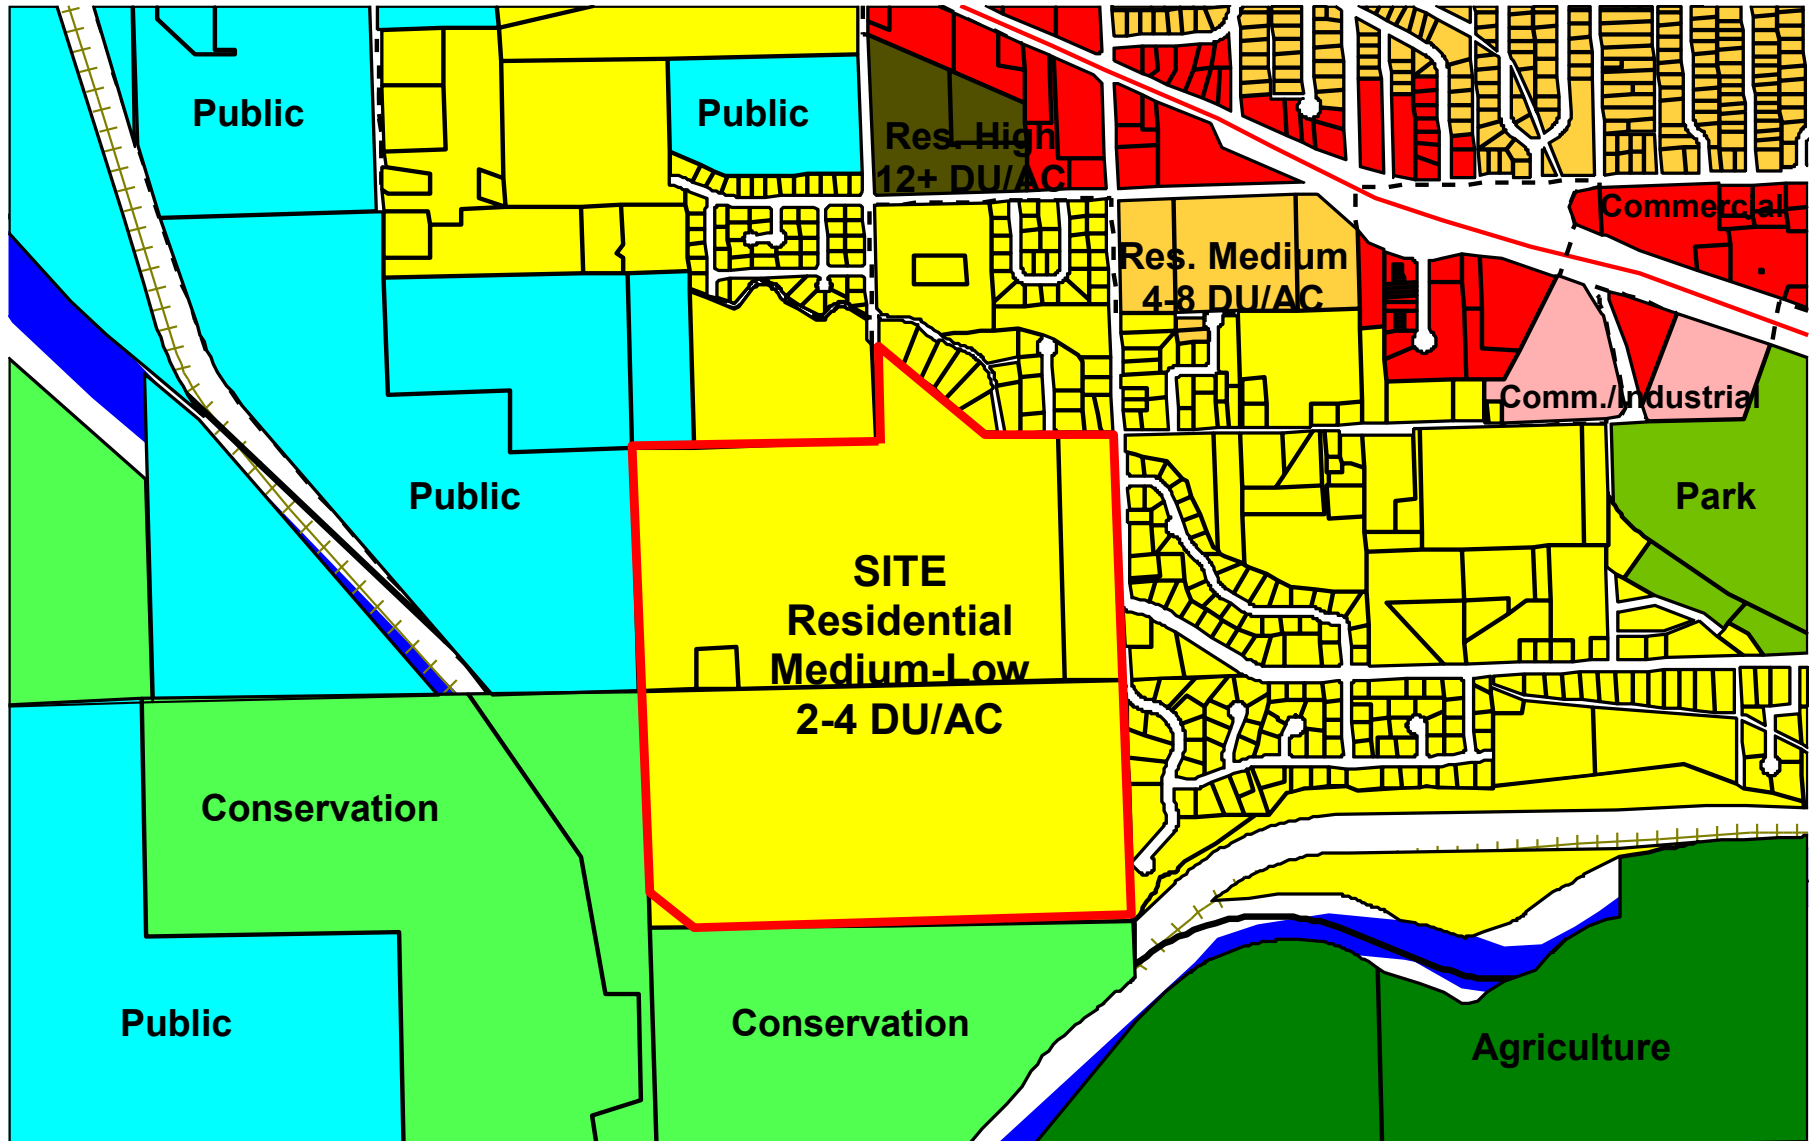 Public
Public
Res. High
12+ DU/AC
Commercial
Res. Medium
4-8 DU/AC
Comm./Industrial
Public
Park
SITE
Residential
Medium-Low
2-4 DU/AC
Conservation
Public
Conservation
Agriculture